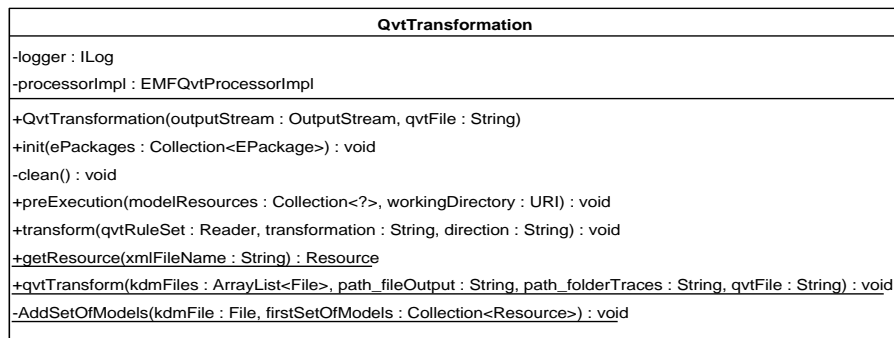 QvtTransformation
-logger : ILog
-processorImpl : EMFQvtProcessorImpl
+QvtTransformation(outputStream : OutputStream, qvtFile : String)
+init(ePackages : Collection<EPackage>) : void
-clean() : void
+preExecution(modelResources : Collection<?>, workingDirectory : URI) : void
+transform(qvtRuleSet : Reader, transformation : String, direction : String) : void
+getResource(xmlFileName : String) : Resource
+qvtTransform(kdmFiles : ArrayList<File>, path_fileOutput : String, path_folderTraces : String, qvtFile : String) : void
-AddSetOfModels(kdmFile : File, firstSetOfModels : Collection<Resource>) : void